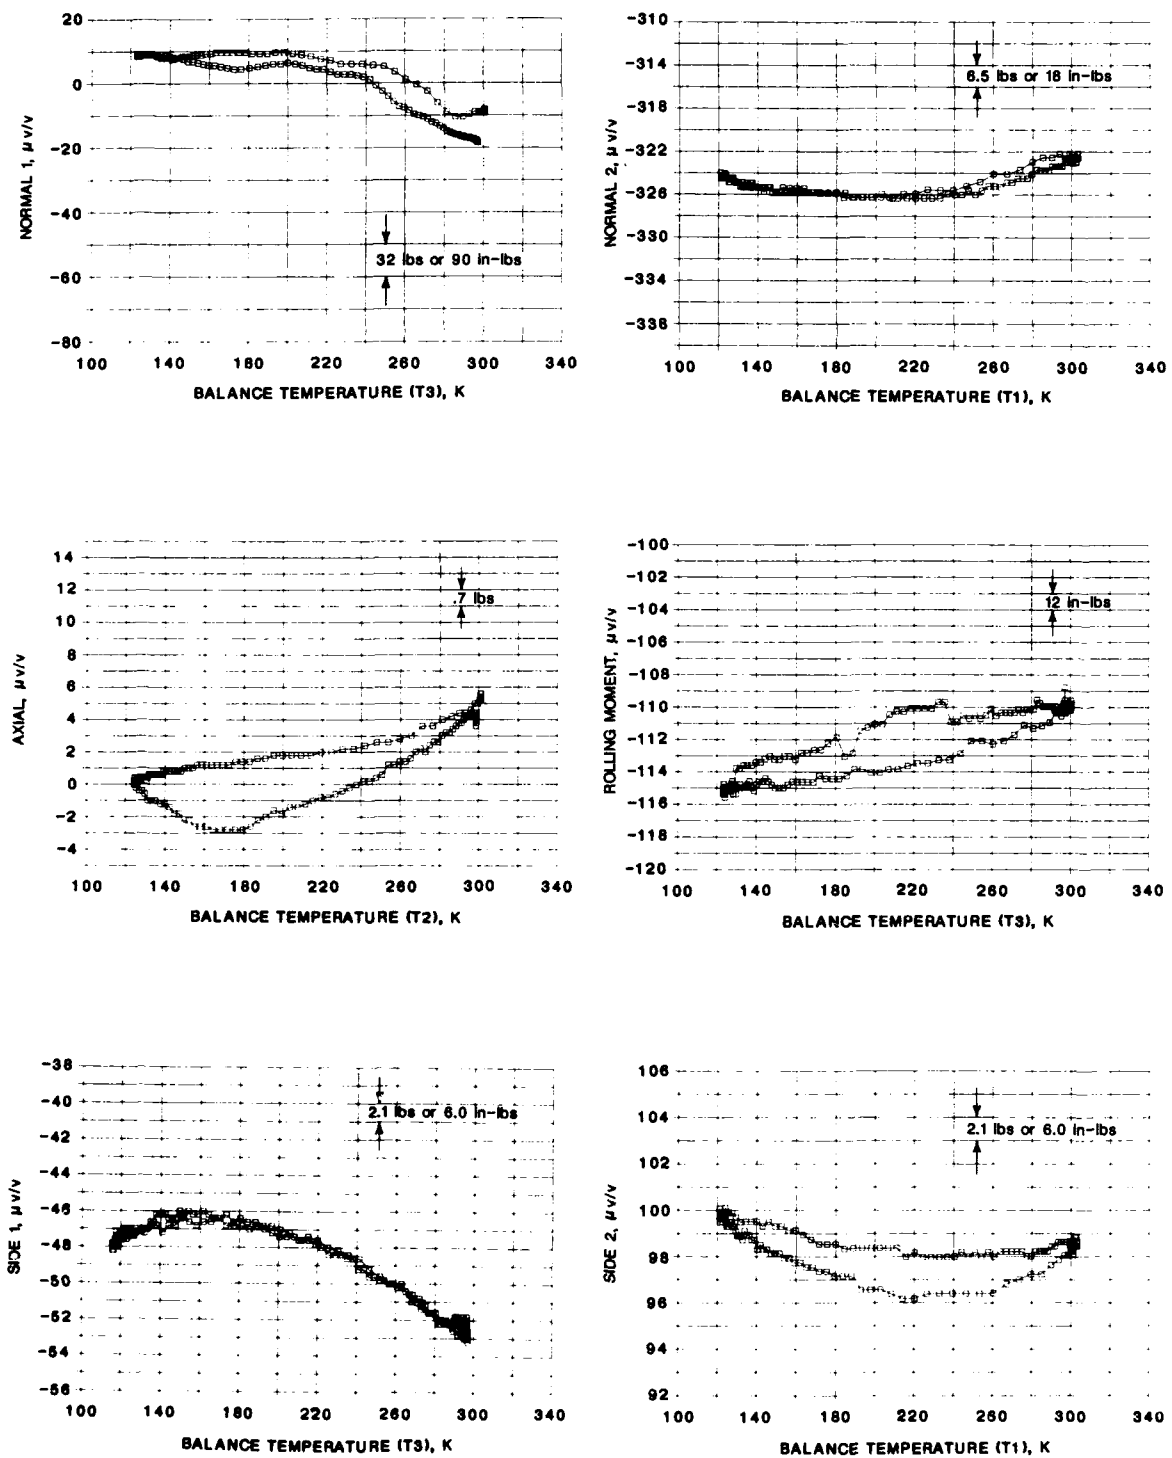 20
0
-20
-40
-60
-80
NORMAL 1, μv/v
32 lbs or 90 in-lbs
100 140 180 220 260 300 340
BALANCE TEMPERATURE (T3), K
-310
-314
-318
-322
-326
-330
-334
-338
NORMAL 2, μv/v
6.5 lbs or 18 in-lbs
100 140 180 220 260 300 340
BALANCE TEMPERATURE (T1), K
14
12
10
8
6
4
2
0
-2
-4
AXIAL, μv/v
.7 lbs
100 140 180 220 260 300 340
BALANCE TEMPERATURE (T2), K
-100
-102
-104
-106
-108
-110
-112
-114
-116
-118
-120
ROLLING MOMENT, μv/v
12 in-lbs
100 140 180 220 260 300 340
BALANCE TEMPERATURE (T3), K
-38
-40
-42
-44
-46
-48
-50
-52
-54
-56
SIDE 1, μv/v
2.1 lbs or 6.0 in-lbs
100 140 180 220 260 300 340
BALANCE TEMPERATURE (T3), K
106
104
102
100
98
96
94
92
SIDE 2, μv/v
2.1 lbs or 6.0 in-lbs
100 140 180 220 260 300 340
BALANCE TEMPERATURE (T1), K